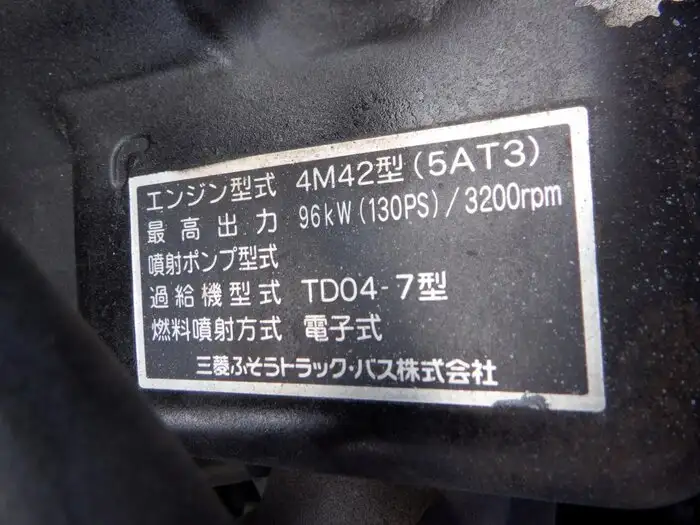 エンジン型式 4M42型(5AT3)
最高出力 96kW(130PS)/3200rpm
噴射ポンプ型式
過給機型式 TD04-7型
燃料噴射方式 電子式
三菱ふそうトラック・バス株式会社